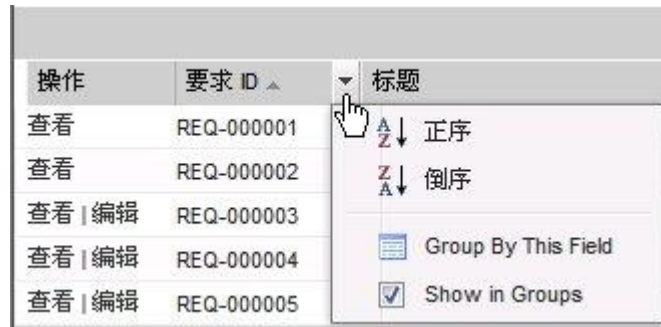 操作 要求 ID 标题
查看 REQ-000001
查看 REQ-000002
查看 | 编辑 REQ-000003
查看 | 编辑 REQ-000004
查看 | 编辑 REQ-000005
正序
倒序
Group By This Field
Show in Groups